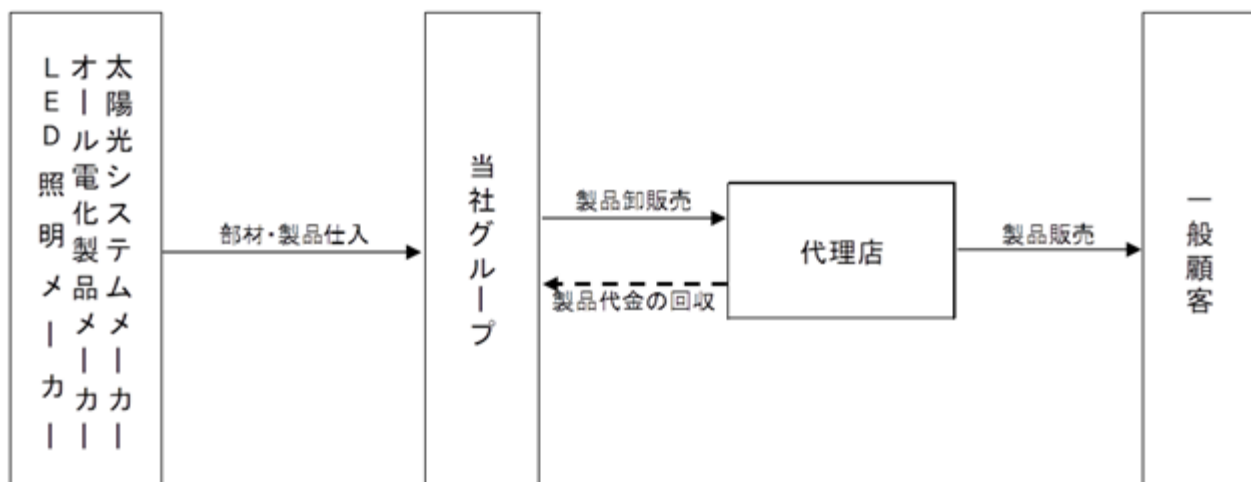 太陽光システムメーカー
オール電化製品メーカー
LED照明メーカー
部材・製品仕入
当社グループ
製品卸販売
製品代金の回収
代理店
製品販売
一般顧客